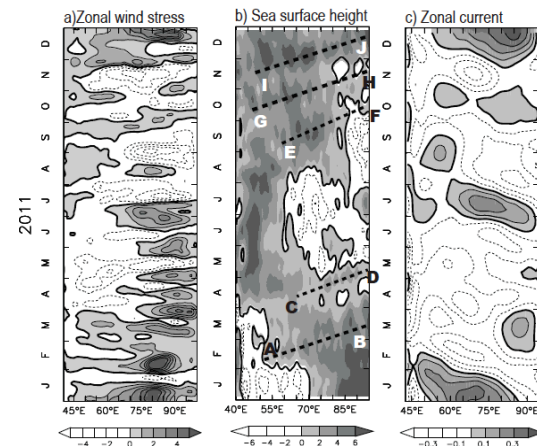 a)Zonal wind stress
b) Sea surface height
c) Zonal current
2011
D
N
O
S
A
J
J
M
A
M
F
J
D
N
O
S
A
J
J
M
A
M
F
J
D
N
O
S
A
J
J
M
A
M
F
J
J
I
H
G
F
E
D
C
B
A
45°E 60°E 75°E 90°E
40°E 55°E 70°E 85°E
45°E 60°E 75°E 90°E
-4 -2 0 2 4
-6 -4 -2 0 2 4 6
-0.3 -0.1 0.1 0.3